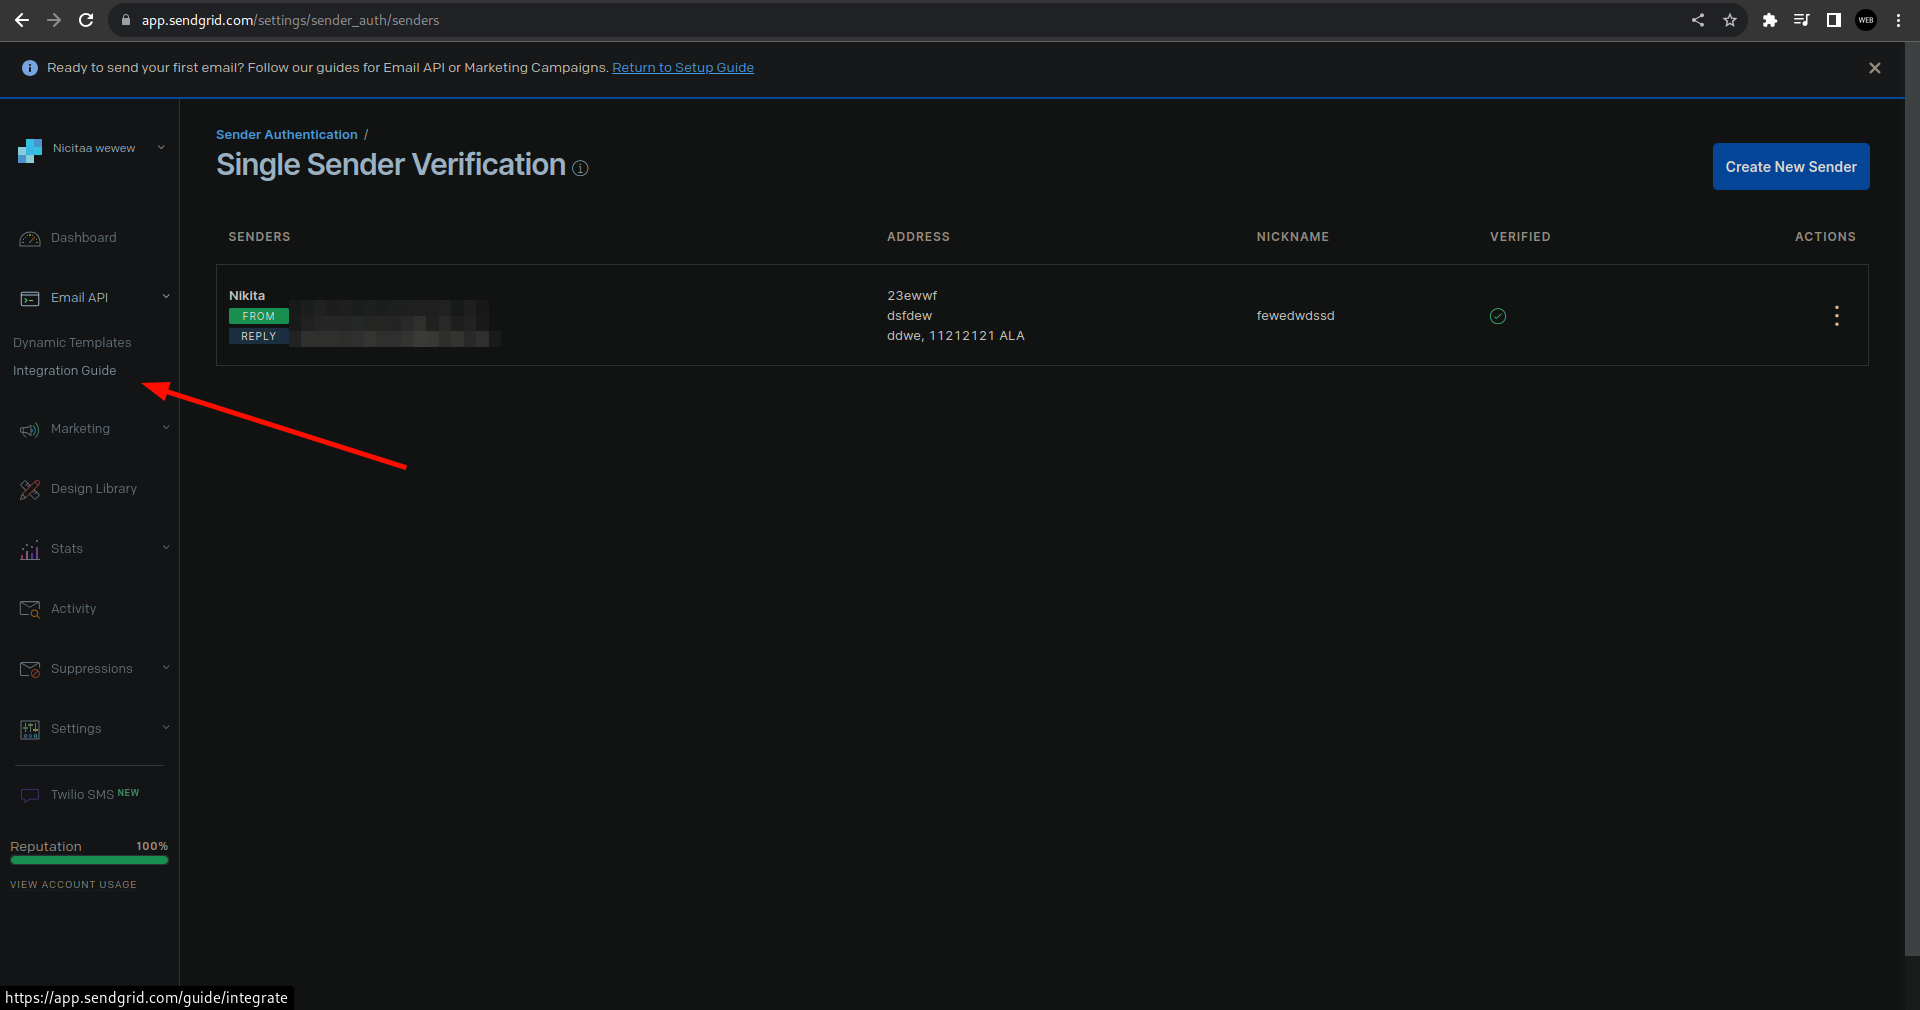 app.sendgrid.com/settings/sender_auth/senders
WEB
Ready to send your first email? Follow our guides for Email API or Marketing Campaigns. Return to Setup Guide
Nicitaa wewew
Sender Authentication /
Single Sender Verification
Create New Sender
Dashboard
Email API
Dynamic Templates
Integration Guide
Marketing
Design Library
Stats
Activity
Suppressions
Settings
Twilio SMS NEW
Reputation 100%
VIEW ACCOUNT USAGE
SENDERS ADDRESS NICKNAME VERIFIED ACTIONS
Nikita
FROM
REPLY
23ewwf
dsfdew
ddwe, 11212121 ALA
fewedwdssd
https://app.sendgrid.com/guide/integrate